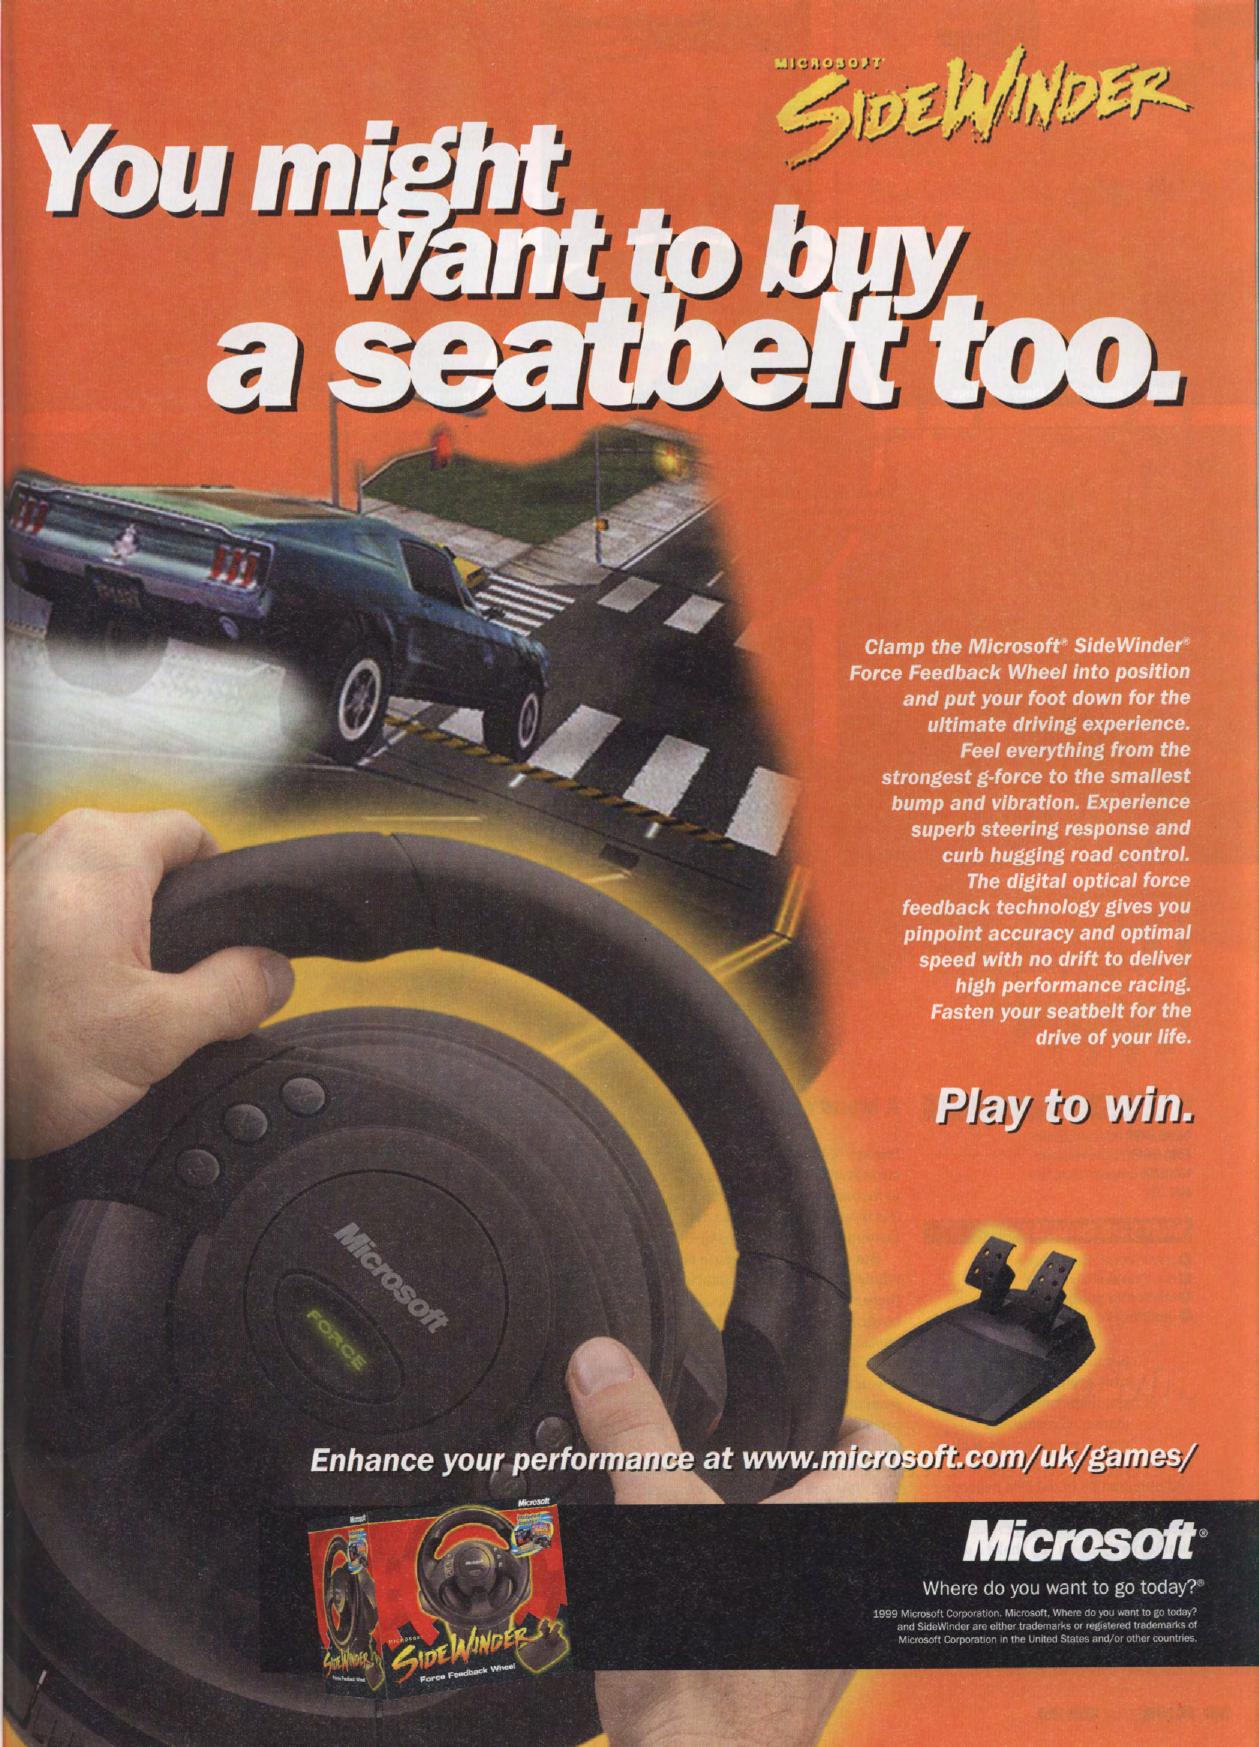 MICROSOFT®
SIDEWINDER
You might
want to buy
a seatbelt too.
Clamp the Microsoft® SideWinder®
Force Feedback Wheel into position
and put your foot down for the
ultimate driving experience.
Feel everything from the
strongest g-force to the smallest
bump and vibration. Experience
superb steering response and
curb hugging road control.
The digital optical force
feedback technology gives you
pinpoint accuracy and optimal
speed with no drift to deliver
high performance racing.
Fasten your seatbelt for the
drive of your life.
Play to win.
Microsoft
FORCE
Enhance your performance at www.microsoft.com/uk/games/
Microsoft
Microsoft
SIDEWINDER
Force Feedback Wheel
Microsoft
SIDEWINDER
Force Feedback Wheel
Microsoft®
Where do you want to go today?®
1999 Microsoft Corporation. Microsoft, Where do you want to go today?
and SideWinder are either trademarks or registered trademarks of
Microsoft Corporation in the United States and/or other countries.